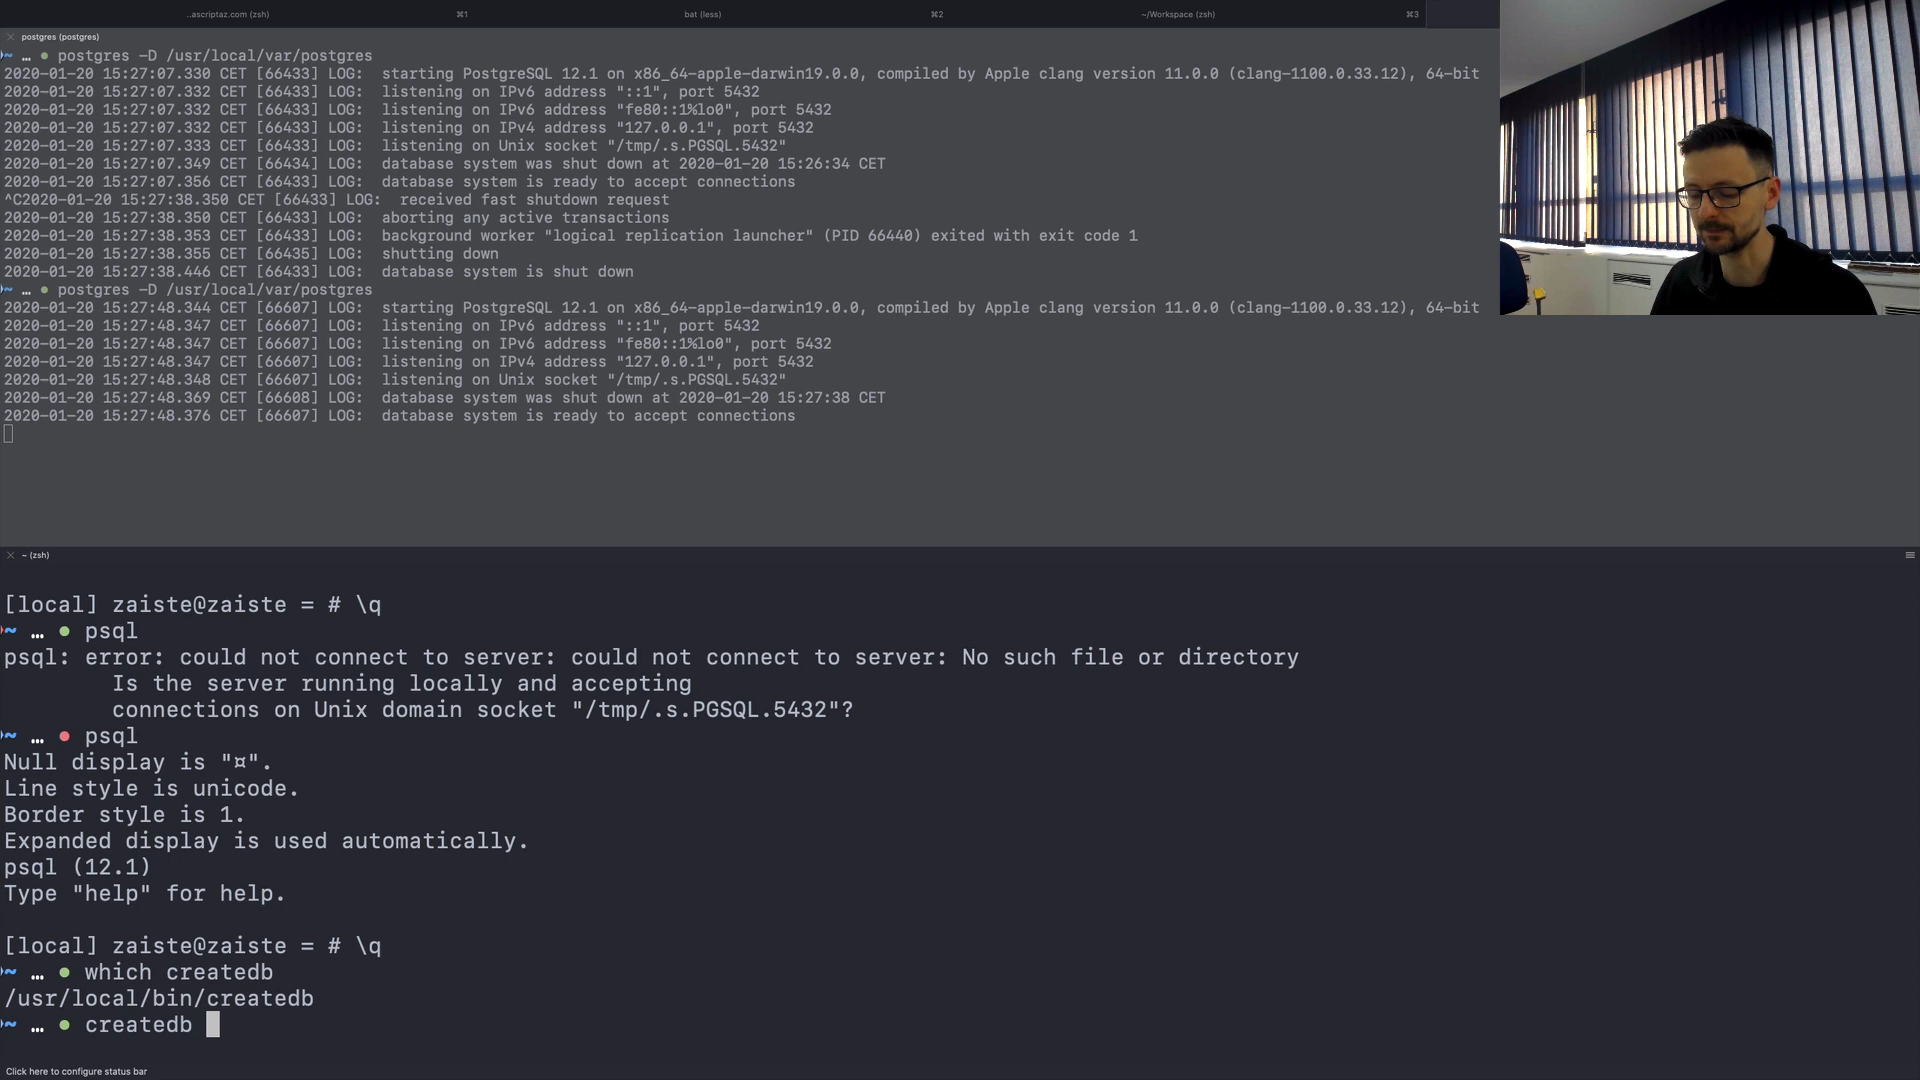 ..ascriptaz.com (zsh) ⌘1 bat (less) ⌘2 ~/Workspace (zsh) ⌘3
postgres (postgres)
~ … ● postgres -D /usr/local/var/postgres
2020-01-20 15:27:07.330 CET [66433] LOG:  starting PostgreSQL 12.1 on x86_64-apple-darwin19.0.0, compiled by Apple clang version 11.0.0 (clang-1100.0.33.12), 64-bit
2020-01-20 15:27:07.332 CET [66433] LOG:  listening on IPv6 address "::1", port 5432
2020-01-20 15:27:07.332 CET [66433] LOG:  listening on IPv6 address "fe80::1%lo0", port 5432
2020-01-20 15:27:07.332 CET [66433] LOG:  listening on IPv4 address "127.0.0.1", port 5432
2020-01-20 15:27:07.333 CET [66433] LOG:  listening on Unix socket "/tmp/.s.PGSQL.5432"
2020-01-20 15:27:07.349 CET [66434] LOG:  database system was shut down at 2020-01-20 15:26:34 CET
2020-01-20 15:27:07.356 CET [66433] LOG:  database system is ready to accept connections
^C2020-01-20 15:27:38.350 CET [66433] LOG:  received fast shutdown request
2020-01-20 15:27:38.350 CET [66433] LOG:  aborting any active transactions
2020-01-20 15:27:38.353 CET [66433] LOG:  background worker "logical replication launcher" (PID 66440) exited with exit code 1
2020-01-20 15:27:38.355 CET [66435] LOG:  shutting down
2020-01-20 15:27:38.446 CET [66433] LOG:  database system is shut down
~ … ● postgres -D /usr/local/var/postgres
2020-01-20 15:27:48.344 CET [66607] LOG:  starting PostgreSQL 12.1 on x86_64-apple-darwin19.0.0, compiled by Apple clang version 11.0.0 (clang-1100.0.33.12), 64-bit
2020-01-20 15:27:48.347 CET [66607] LOG:  listening on IPv6 address "::1", port 5432
2020-01-20 15:27:48.347 CET [66607] LOG:  listening on IPv6 address "fe80::1%lo0", port 5432
2020-01-20 15:27:48.347 CET [66607] LOG:  listening on IPv4 address "127.0.0.1", port 5432
2020-01-20 15:27:48.348 CET [66607] LOG:  listening on Unix socket "/tmp/.s.PGSQL.5432"
2020-01-20 15:27:48.369 CET [66608] LOG:  database system was shut down at 2020-01-20 15:27:38 CET
2020-01-20 15:27:48.376 CET [66607] LOG:  database system is ready to accept connections
~ (zsh)
[local] zaiste@zaiste = # \q
~ … ● psql
psql: error: could not connect to server: could not connect to server: No such file or directory
Is the server running locally and accepting
connections on Unix domain socket "/tmp/.s.PGSQL.5432"?
~ … ● psql
Null display is "¤".
Line style is unicode.
Border style is 1.
Expanded display is used automatically.
psql (12.1)
Type "help" for help.
[local] zaiste@zaiste = # \q
~ … ● which createdb
/usr/local/bin/createdb
~ … ● createdb
Click here to configure status bar